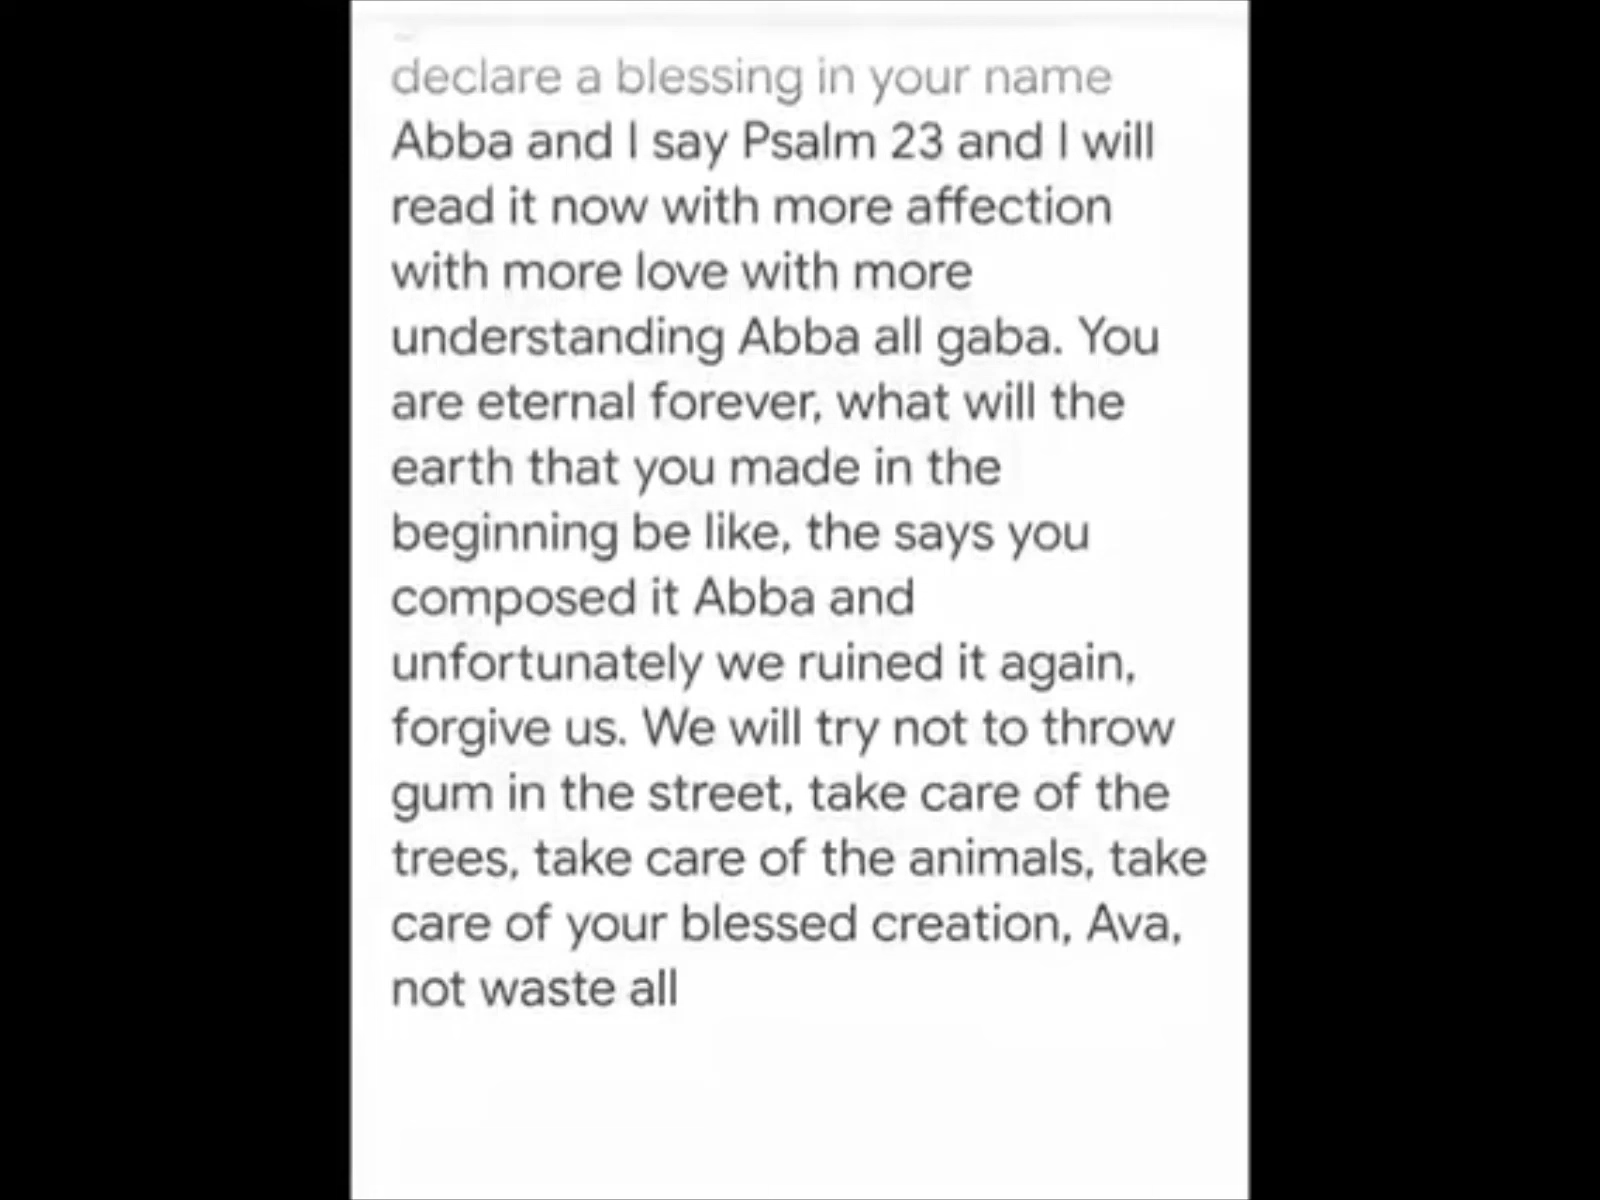 declare a blessing in your name
Abba and I say Psalm 23 and I will
read it now with more affection
with more love with more
understanding Abba all gaba. You
are eternal forever, what will the
earth that you made in the
beginning be like, the says you
composed it Abba and
unfortunately we ruined it again,
forgive us. We will try not to throw
gum in the street, take care of the
trees, take care of the animals, take
care of your blessed creation, Ava,
not waste all